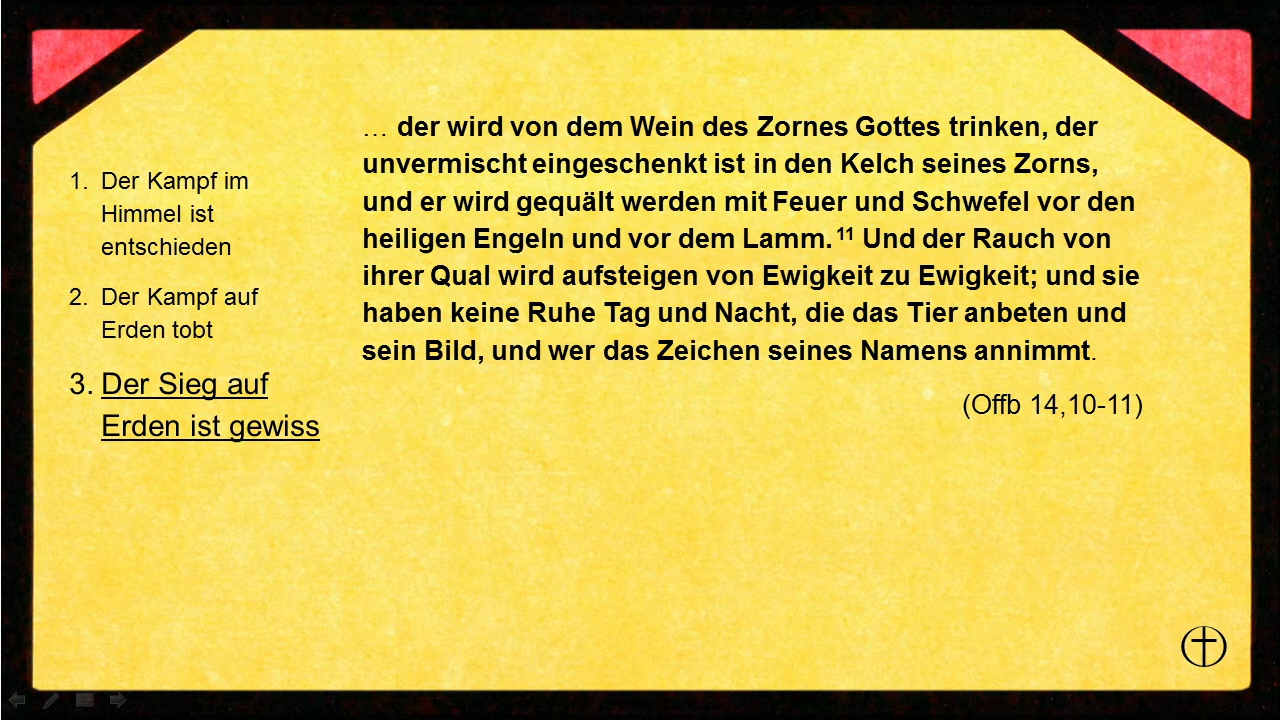 1. Der Kampf im
Himmel ist
entschieden
2. Der Kampf auf
Erden tobt
3. Der Sieg auf
Erden ist gewiss
… der wird von dem Wein des Zornes Gottes trinken, der
unvermischt eingeschenkt ist in den Kelch seines Zorns,
und er wird gequält werden mit Feuer und Schwefel vor den
heiligen Engeln und vor dem Lamm. ¹¹ Und der Rauch von
ihrer Qual wird aufsteigen von Ewigkeit zu Ewigkeit; und sie
haben keine Ruhe Tag und Nacht, die das Tier anbeten und
sein Bild, und wer das Zeichen seines Namens annimmt.
(Offb 14,10-11)